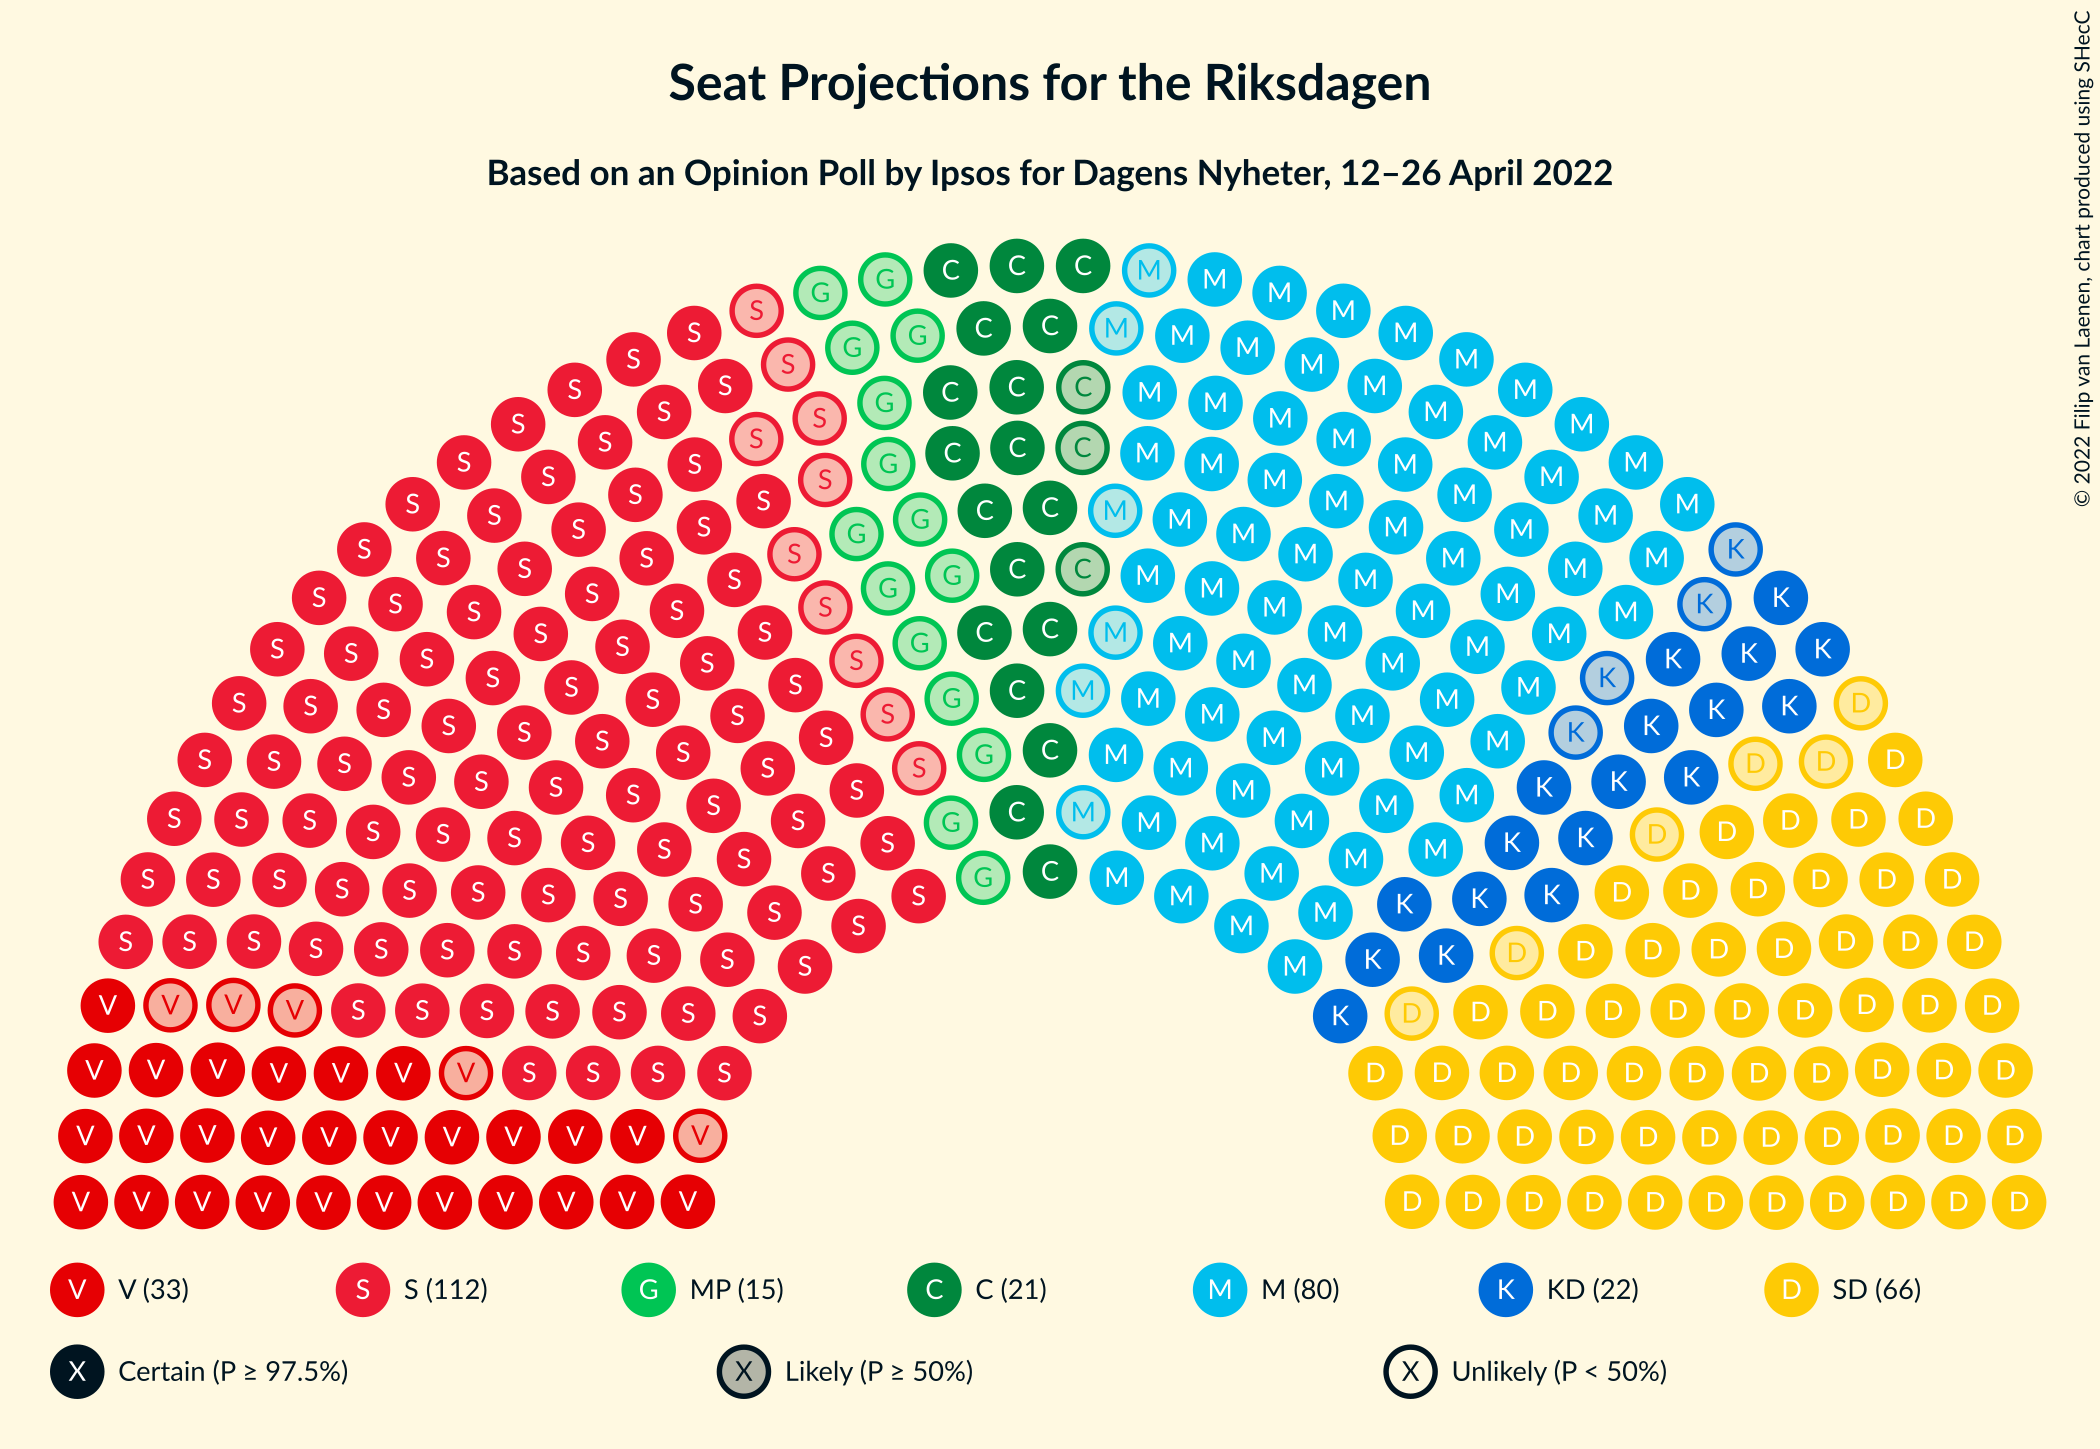 Seat Projections for the Riksdagen
Based on an Opinion Poll by Ipsos for Dagens Nyheter, 12–26 April 2022
© 2022 Filip van Laenen, chart produced using SHecC
V V (33) S S (112) G MP (15) C C (21) M M (80) K KD (22) D SD (66)
X Certain (P ≥ 97.5%) X Likely (P ≥ 50%) X Unlikely (P < 50%)